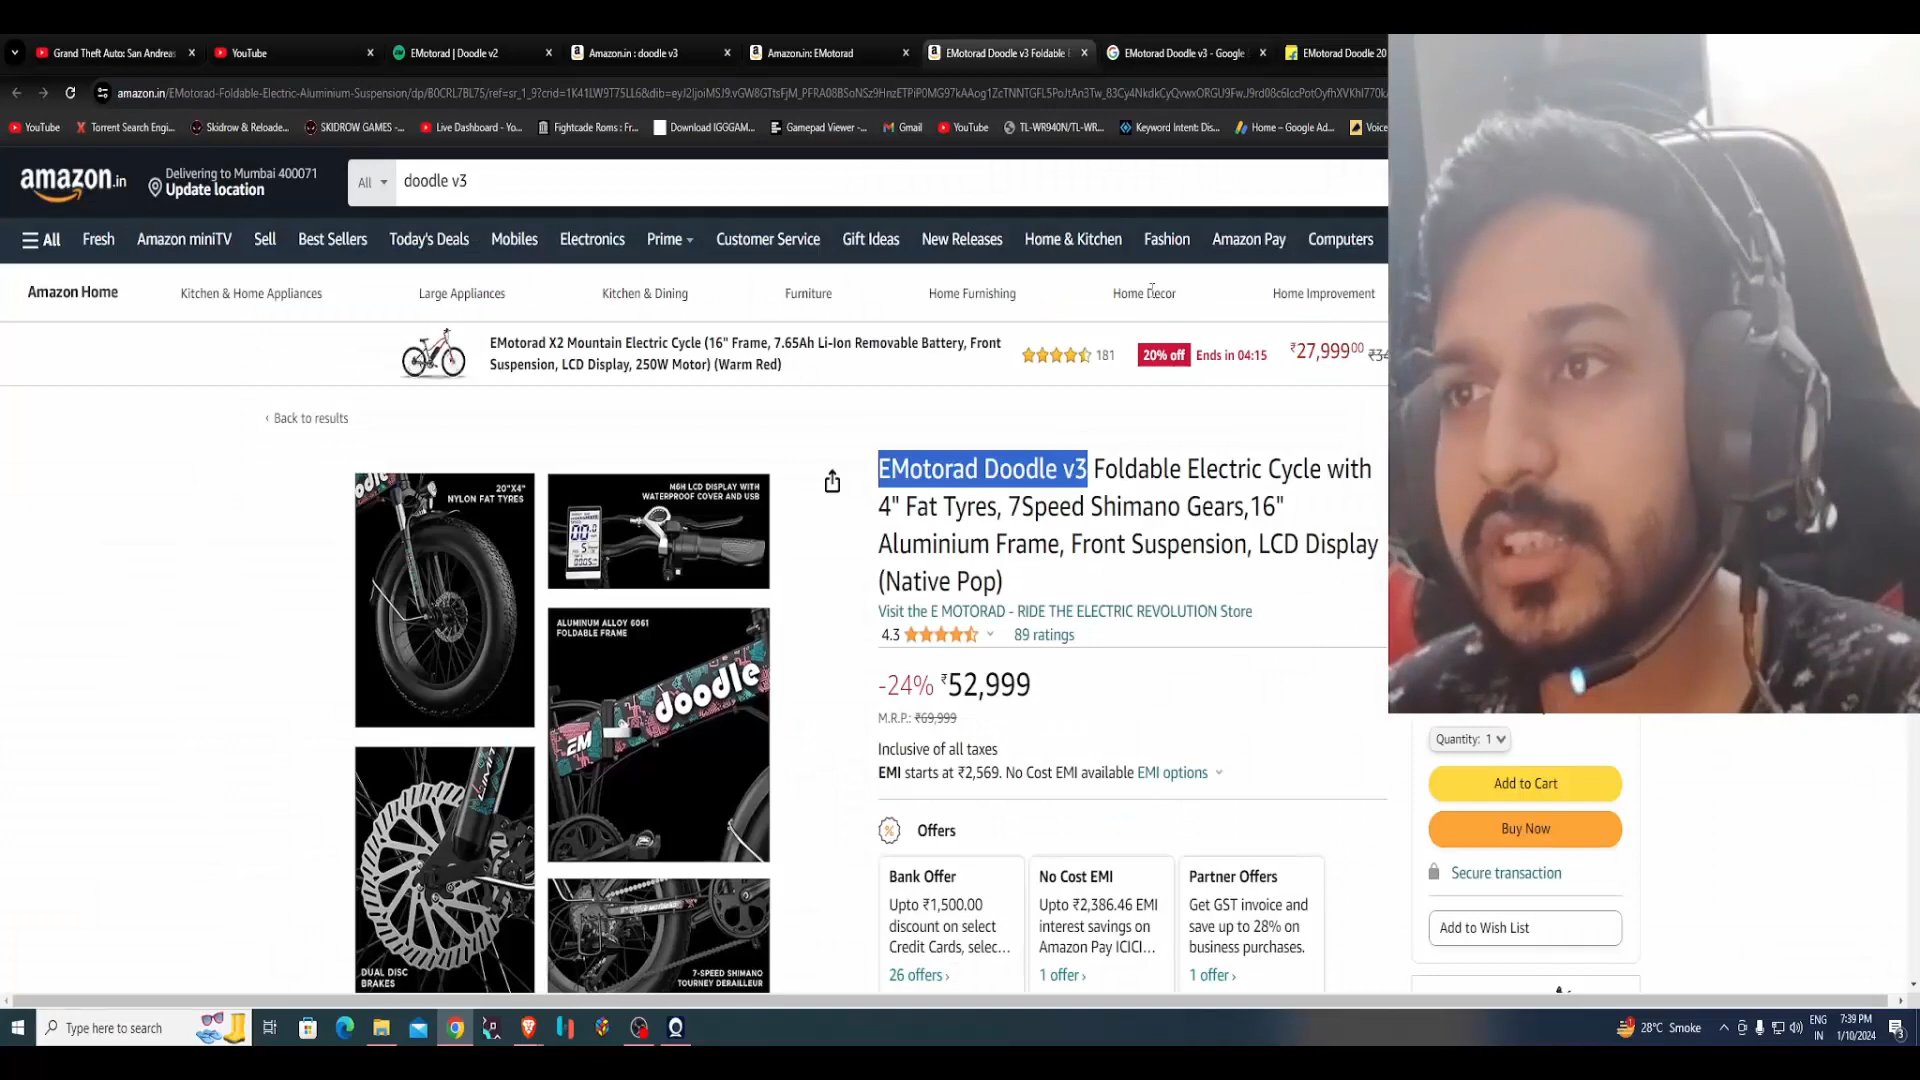 Grand Theft Auto: San Andreas
YouTube
EMotorad | Doodle v2
Amazon.in : doodle v3
Amazon.in: EMotorad
EMotorad Doodle v3 Foldable E
EMotorad Doodle v3 - Google
EMotorad Doodle 20
YouTube
Torrent Search Engi...
Skidrow & Reloade...
SKIDROW GAMES -...
Live Dashboard - Yo...
Fightcade Roms : Fr...
Download IGGGAM...
Gamepad Viewer -...
Gmail
YouTube
TL-WR940N/TL-WR...
Keyword Intent: Dis...
Home – Google Ad...
Voice
amazon.in
Delivering to Mumbai 400071
Update location
All
doodle v3
All
Fresh
Amazon miniTV
Sell
Best Sellers
Today's Deals
Mobiles
Electronics
Prime
Customer Service
Gift Ideas
New Releases
Home & Kitchen
Fashion
Amazon Pay
Computers
Amazon Home
Kitchen & Home Appliances
Large Appliances
Kitchen & Dining
Furniture
Home Furnishing
Home Decor
Home Improvement
EMotorad X2 Mountain Electric Cycle (16" Frame, 7.65Ah Li-Ion Removable Battery, Front
Suspension, LCD Display, 250W Motor) (Warm Red)
181
20% off
Ends in 04:15
₹27,999⁰⁰
‹ Back to results
20"X4"
NYLON FAT TYRES
M6H LCD DISPLAY WITH
WATERPROOF COVER AND USB
ALUMINUM ALLOY 6061
FOLDABLE FRAME
doodle
EM
DUAL DISC
BRAKES
7-SPEED SHIMANO
TOURNEY DERAILLEUR
EMotorad Doodle v3 Foldable Electric Cycle with
4" Fat Tyres, 7Speed Shimano Gears,16"
Aluminium Frame, Front Suspension, LCD Display
(Native Pop)
Visit the E MOTORAD - RIDE THE ELECTRIC REVOLUTION Store
4.3
89 ratings
-24% ₹52,999
M.R.P.: ₹69,999
Inclusive of all taxes
EMI starts at ₹2,569. No Cost EMI available EMI options
Offers
Bank Offer
Upto ₹1,500.00
discount on select
Credit Cards, selec...
26 offers ›
No Cost EMI
Upto ₹2,386.46 EMI
interest savings on
Amazon Pay ICICI...
1 offer ›
Partner Offers
Get GST invoice and
save up to 28% on
business purchases.
1 offer ›
Quantity: 1
Add to Cart
Buy Now
Secure transaction
Add to Wish List
Type here to search
28°C Smoke
ENG
IN
7:39 PM
1/10/2024